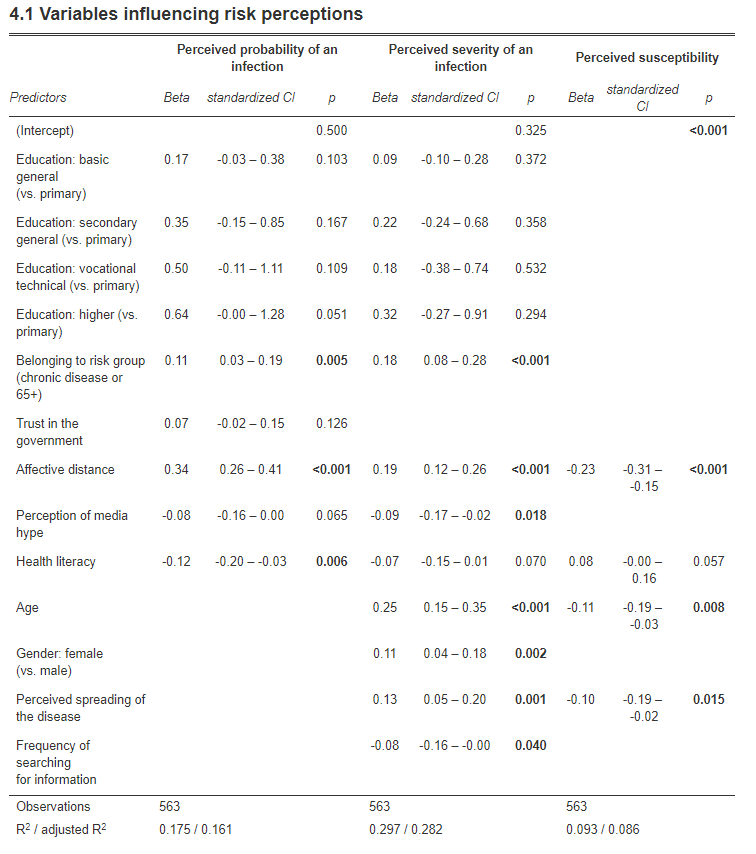 4.1 Variables influencing risk perceptions
Perceived probability of an infection Perceived severity of an infection Perceived susceptibility
Predictors Beta standardized CI p Beta standardized CI p Beta standardized CI p
(Intercept) 0.500 0.325 <0.001
Education: basic general (vs. primary) 0.17 -0.03 – 0.38 0.103 0.09 -0.10 – 0.28 0.372
Education: secondary general (vs. primary) 0.35 -0.15 – 0.85 0.167 0.22 -0.24 – 0.68 0.358
Education: vocational technical (vs. primary) 0.50 -0.11 – 1.11 0.109 0.18 -0.38 – 0.74 0.532
Education: higher (vs. primary) 0.64 -0.00 – 1.28 0.051 0.32 -0.27 – 0.91 0.294
Belonging to risk group (chronic disease or 65+) 0.11 0.03 – 0.19 0.005 0.18 0.08 – 0.28 <0.001
Trust in the government 0.07 -0.02 – 0.15 0.126
Affective distance 0.34 0.26 – 0.41 <0.001 0.19 0.12 – 0.26 <0.001 -0.23 -0.31 – -0.15 <0.001
Perception of media hype -0.08 -0.16 – 0.00 0.065 -0.09 -0.17 – -0.02 0.018
Health literacy -0.12 -0.20 – -0.03 0.006 -0.07 -0.15 – 0.01 0.070 0.08 -0.00 – 0.16 0.057
Age 0.25 0.15 – 0.35 <0.001 -0.11 -0.19 – -0.03 0.008
Gender: female (vs. male) 0.11 0.04 – 0.18 0.002
Perceived spreading of the disease 0.13 0.05 – 0.20 0.001 -0.10 -0.19 – -0.02 0.015
Frequency of searching for information -0.08 -0.16 – -0.00 0.040
Observations 563 563 563
R² / adjusted R² 0.175 / 0.161 0.297 / 0.282 0.093 / 0.086